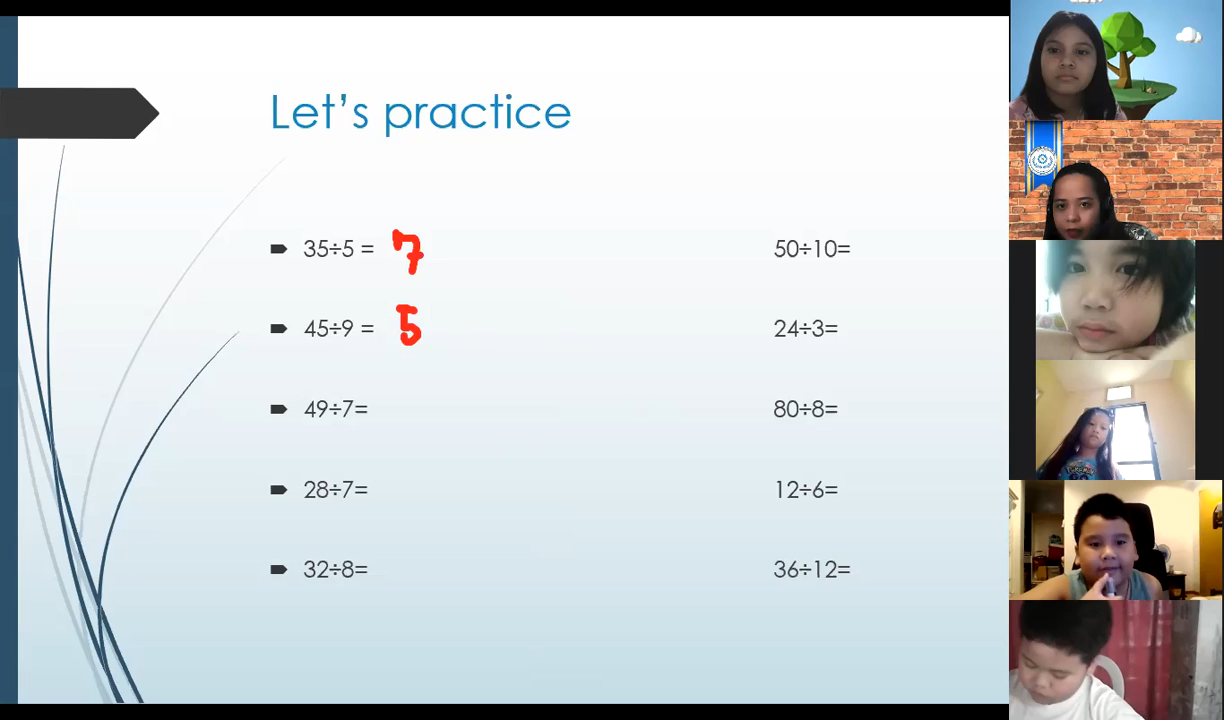 Let's practice
35÷5 = 7
45÷9 = 5
49÷7=
28÷7=
32÷8=
50÷10=
24÷3=
80÷8=
12÷6=
36÷12=